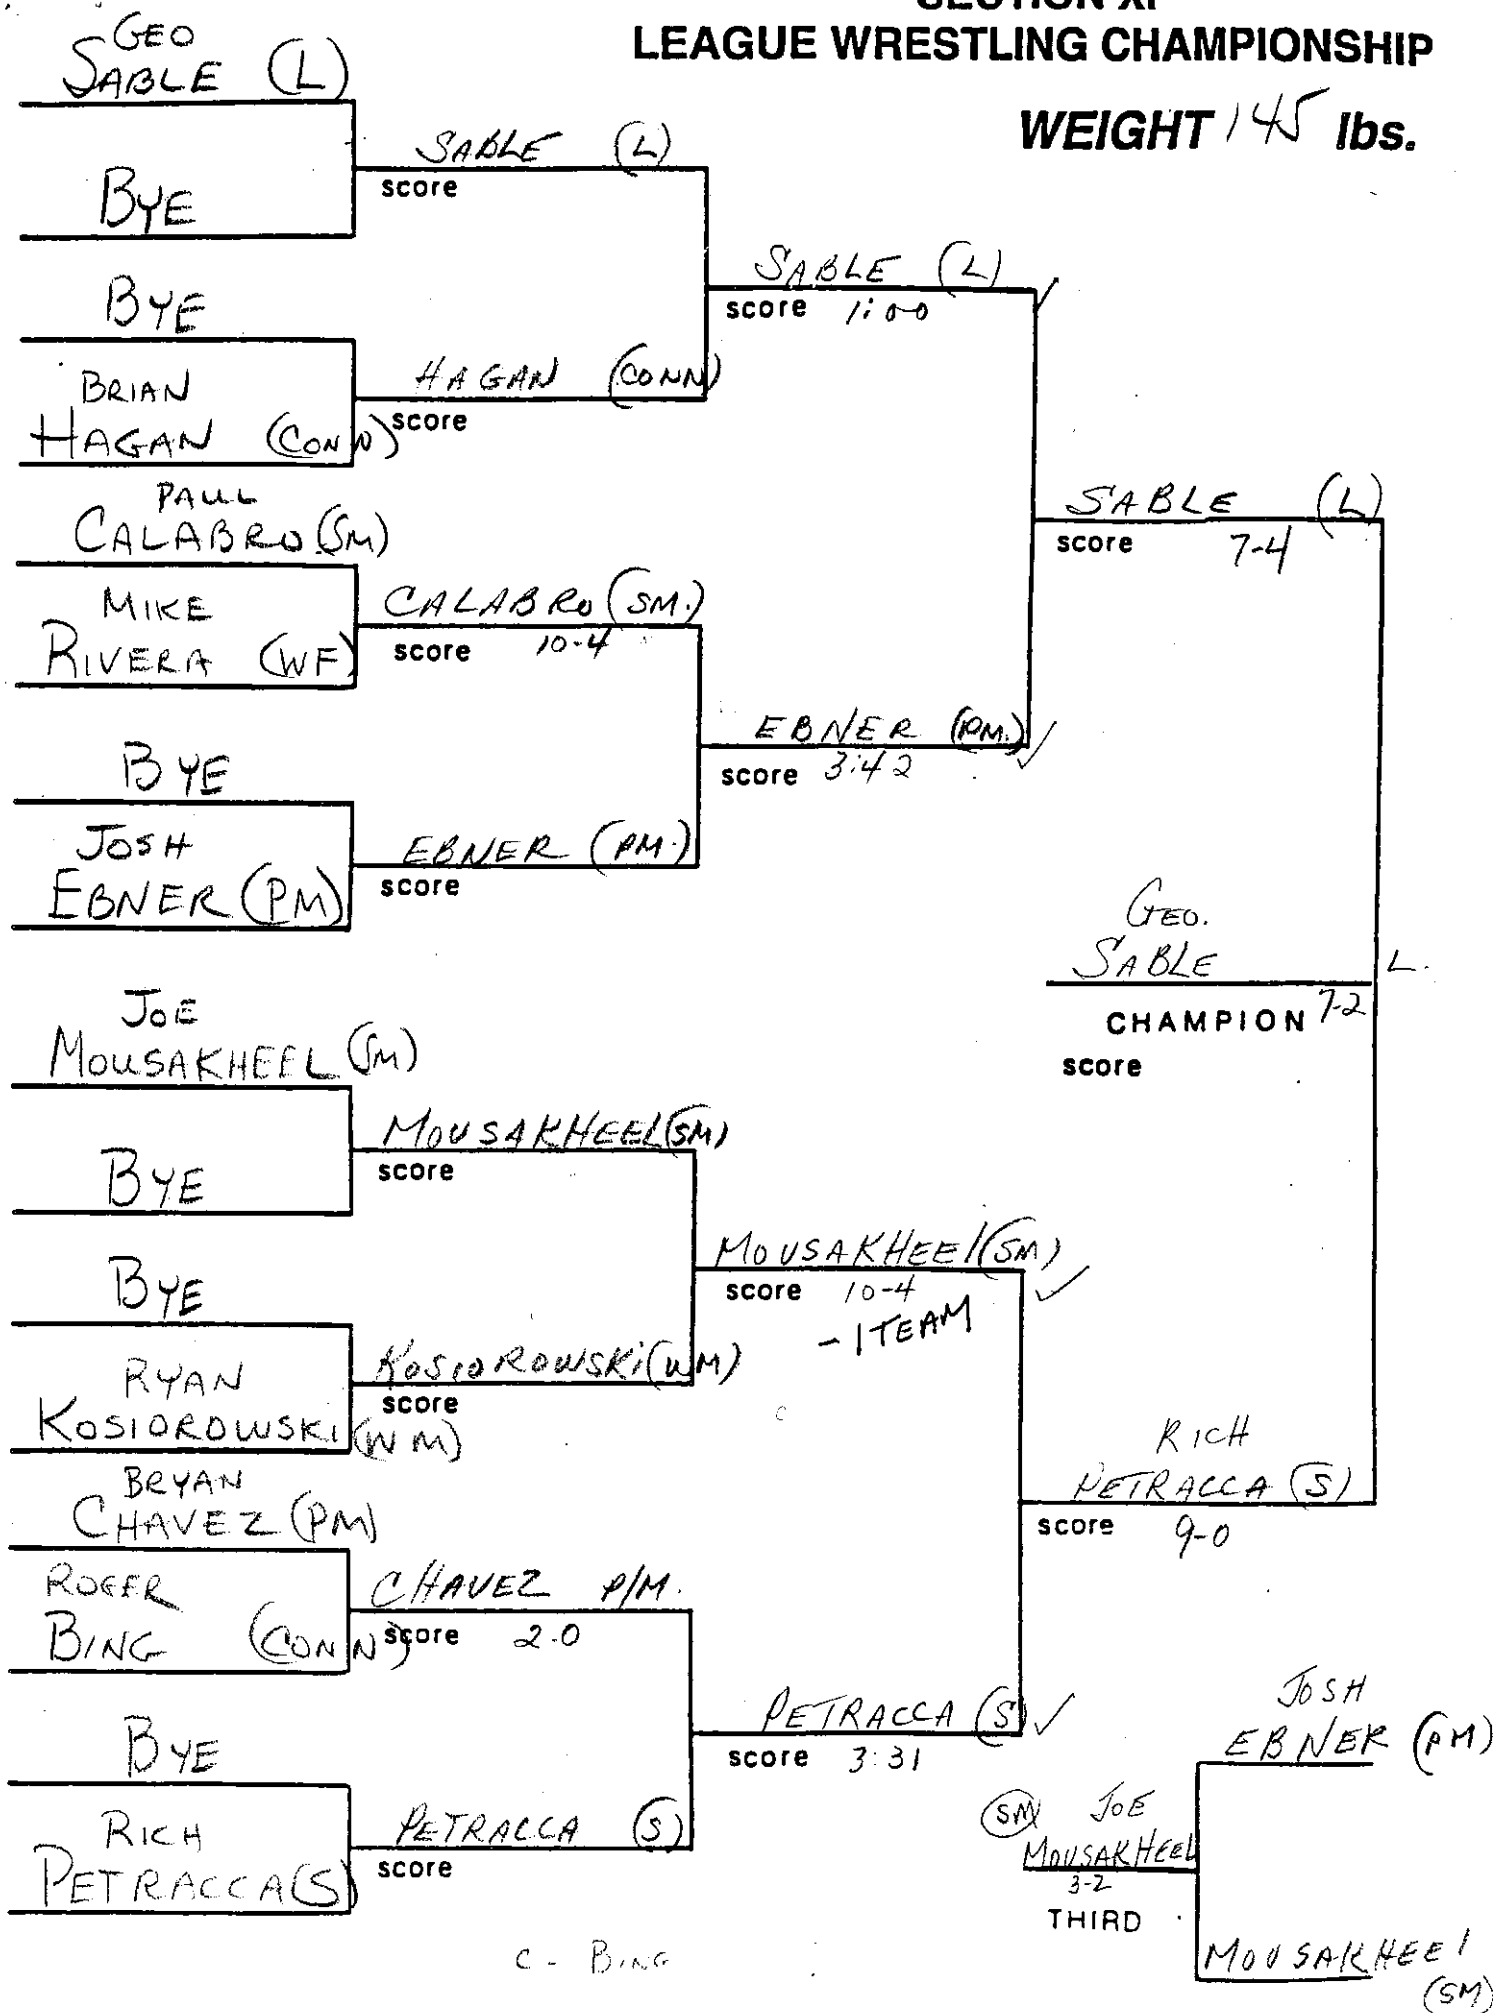 SECTION XI
LEAGUE WRESTLING CHAMPIONSHIP
WEIGHT 145 lbs.
GEO
SABLE (L)
BYE
BYE
BRIAN
HAGAN (CONN)
PAUL
CALABRO (SM)
MIKE
RIVERA (WF)
BYE
JOSH
EBNER (PM)
JOE
MOUSAKHEEL (SM)
BYE
BYE
RYAN
KOSIOROWSKI (WM)
BRYAN
CHAVEZ (PM)
ROGER
BING (CONN)
BYE
RICH
PETRACCA (S)
SABLE (L)
score
HAGAN (CONN)
score
CALABRO (SM.)
score 10-4
EBNER (PM.)
score
MOUSAKHEEL (SM)
score
KOSIOROWSKI (WM)
score
CHAVEZ P/M.
score 2-0
PETRACCA (S)
score
SABLE (L)
score 1:00
EBNER (PM.)
score 3:42
MOUSAKHEEL (SM)
score 10-4
-1 TEAM
PETRACCA (S)
score 3:31
SABLE (L)
score 7-4
RICH
PETRACCA (S)
score 9-0
GEO.
SABLE L.
CHAMPION 7-2
score
JOSH
EBNER (PM)
SM JOE
MOUSAKHEEL
3-2
THIRD
MOUSAKHEEL
(SM)
C - BING